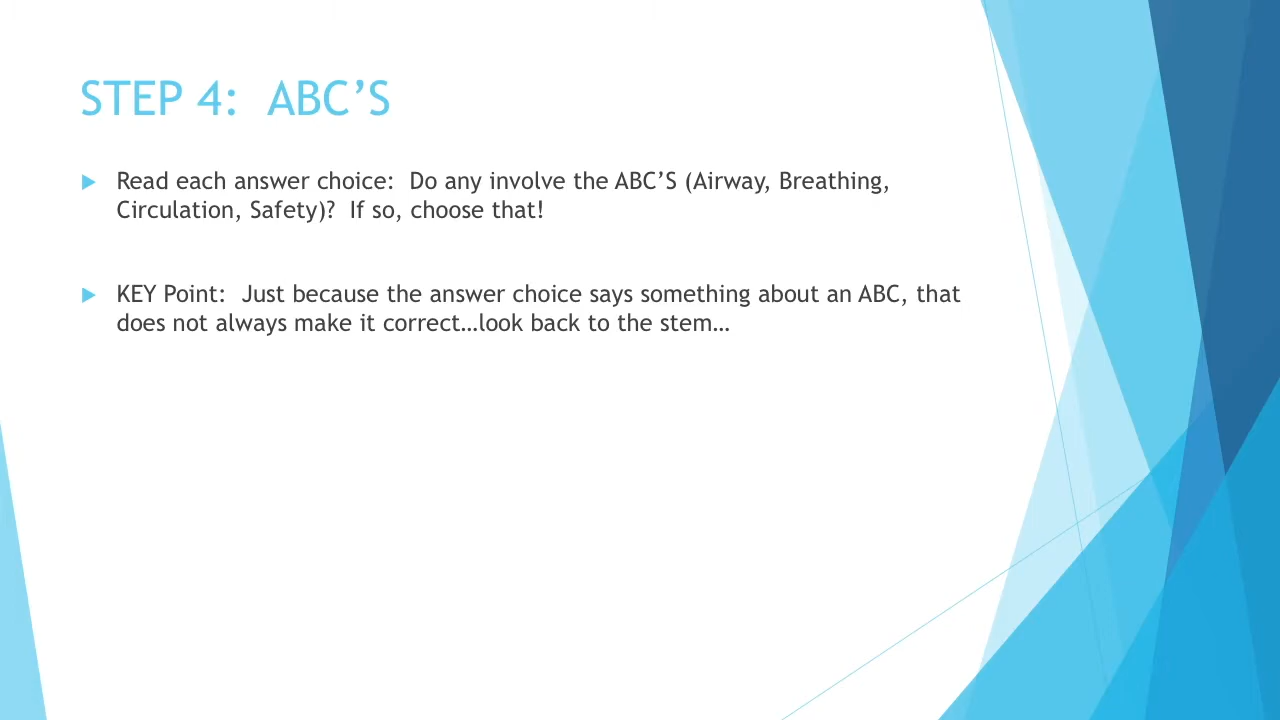 STEP 4:  ABC’S
Read each answer choice:  Do any involve the ABC’S (Airway, Breathing,
Circulation, Safety)?  If so, choose that!
KEY Point:  Just because the answer choice says something about an ABC, that
does not always make it correct…look back to the stem…